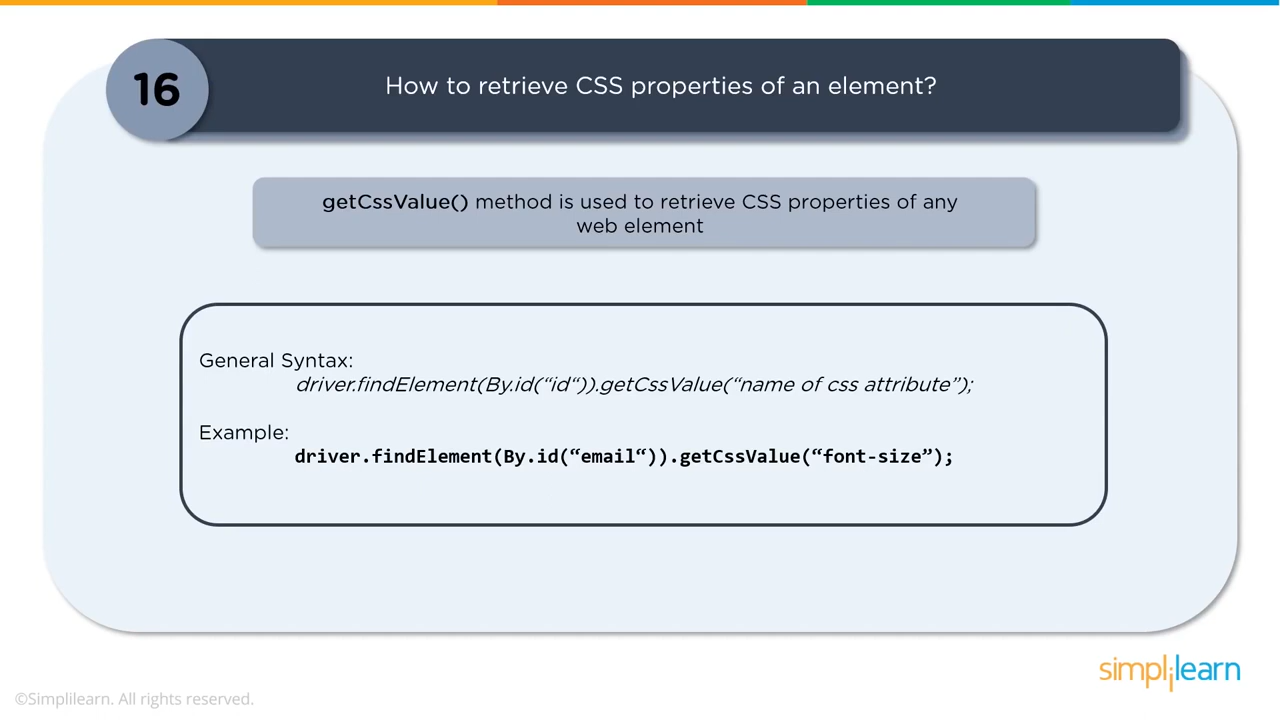 16
How to retrieve CSS properties of an element?
getCssValue() method is used to retrieve CSS properties of any
web element
General Syntax:
driver.findElement(By.id(“id“)).getCssValue(“name of css attribute”);
Example:
driver.findElement(By.id(“email“)).getCssValue(“font-size”);
simplilearn
©Simplilearn. All rights reserved.